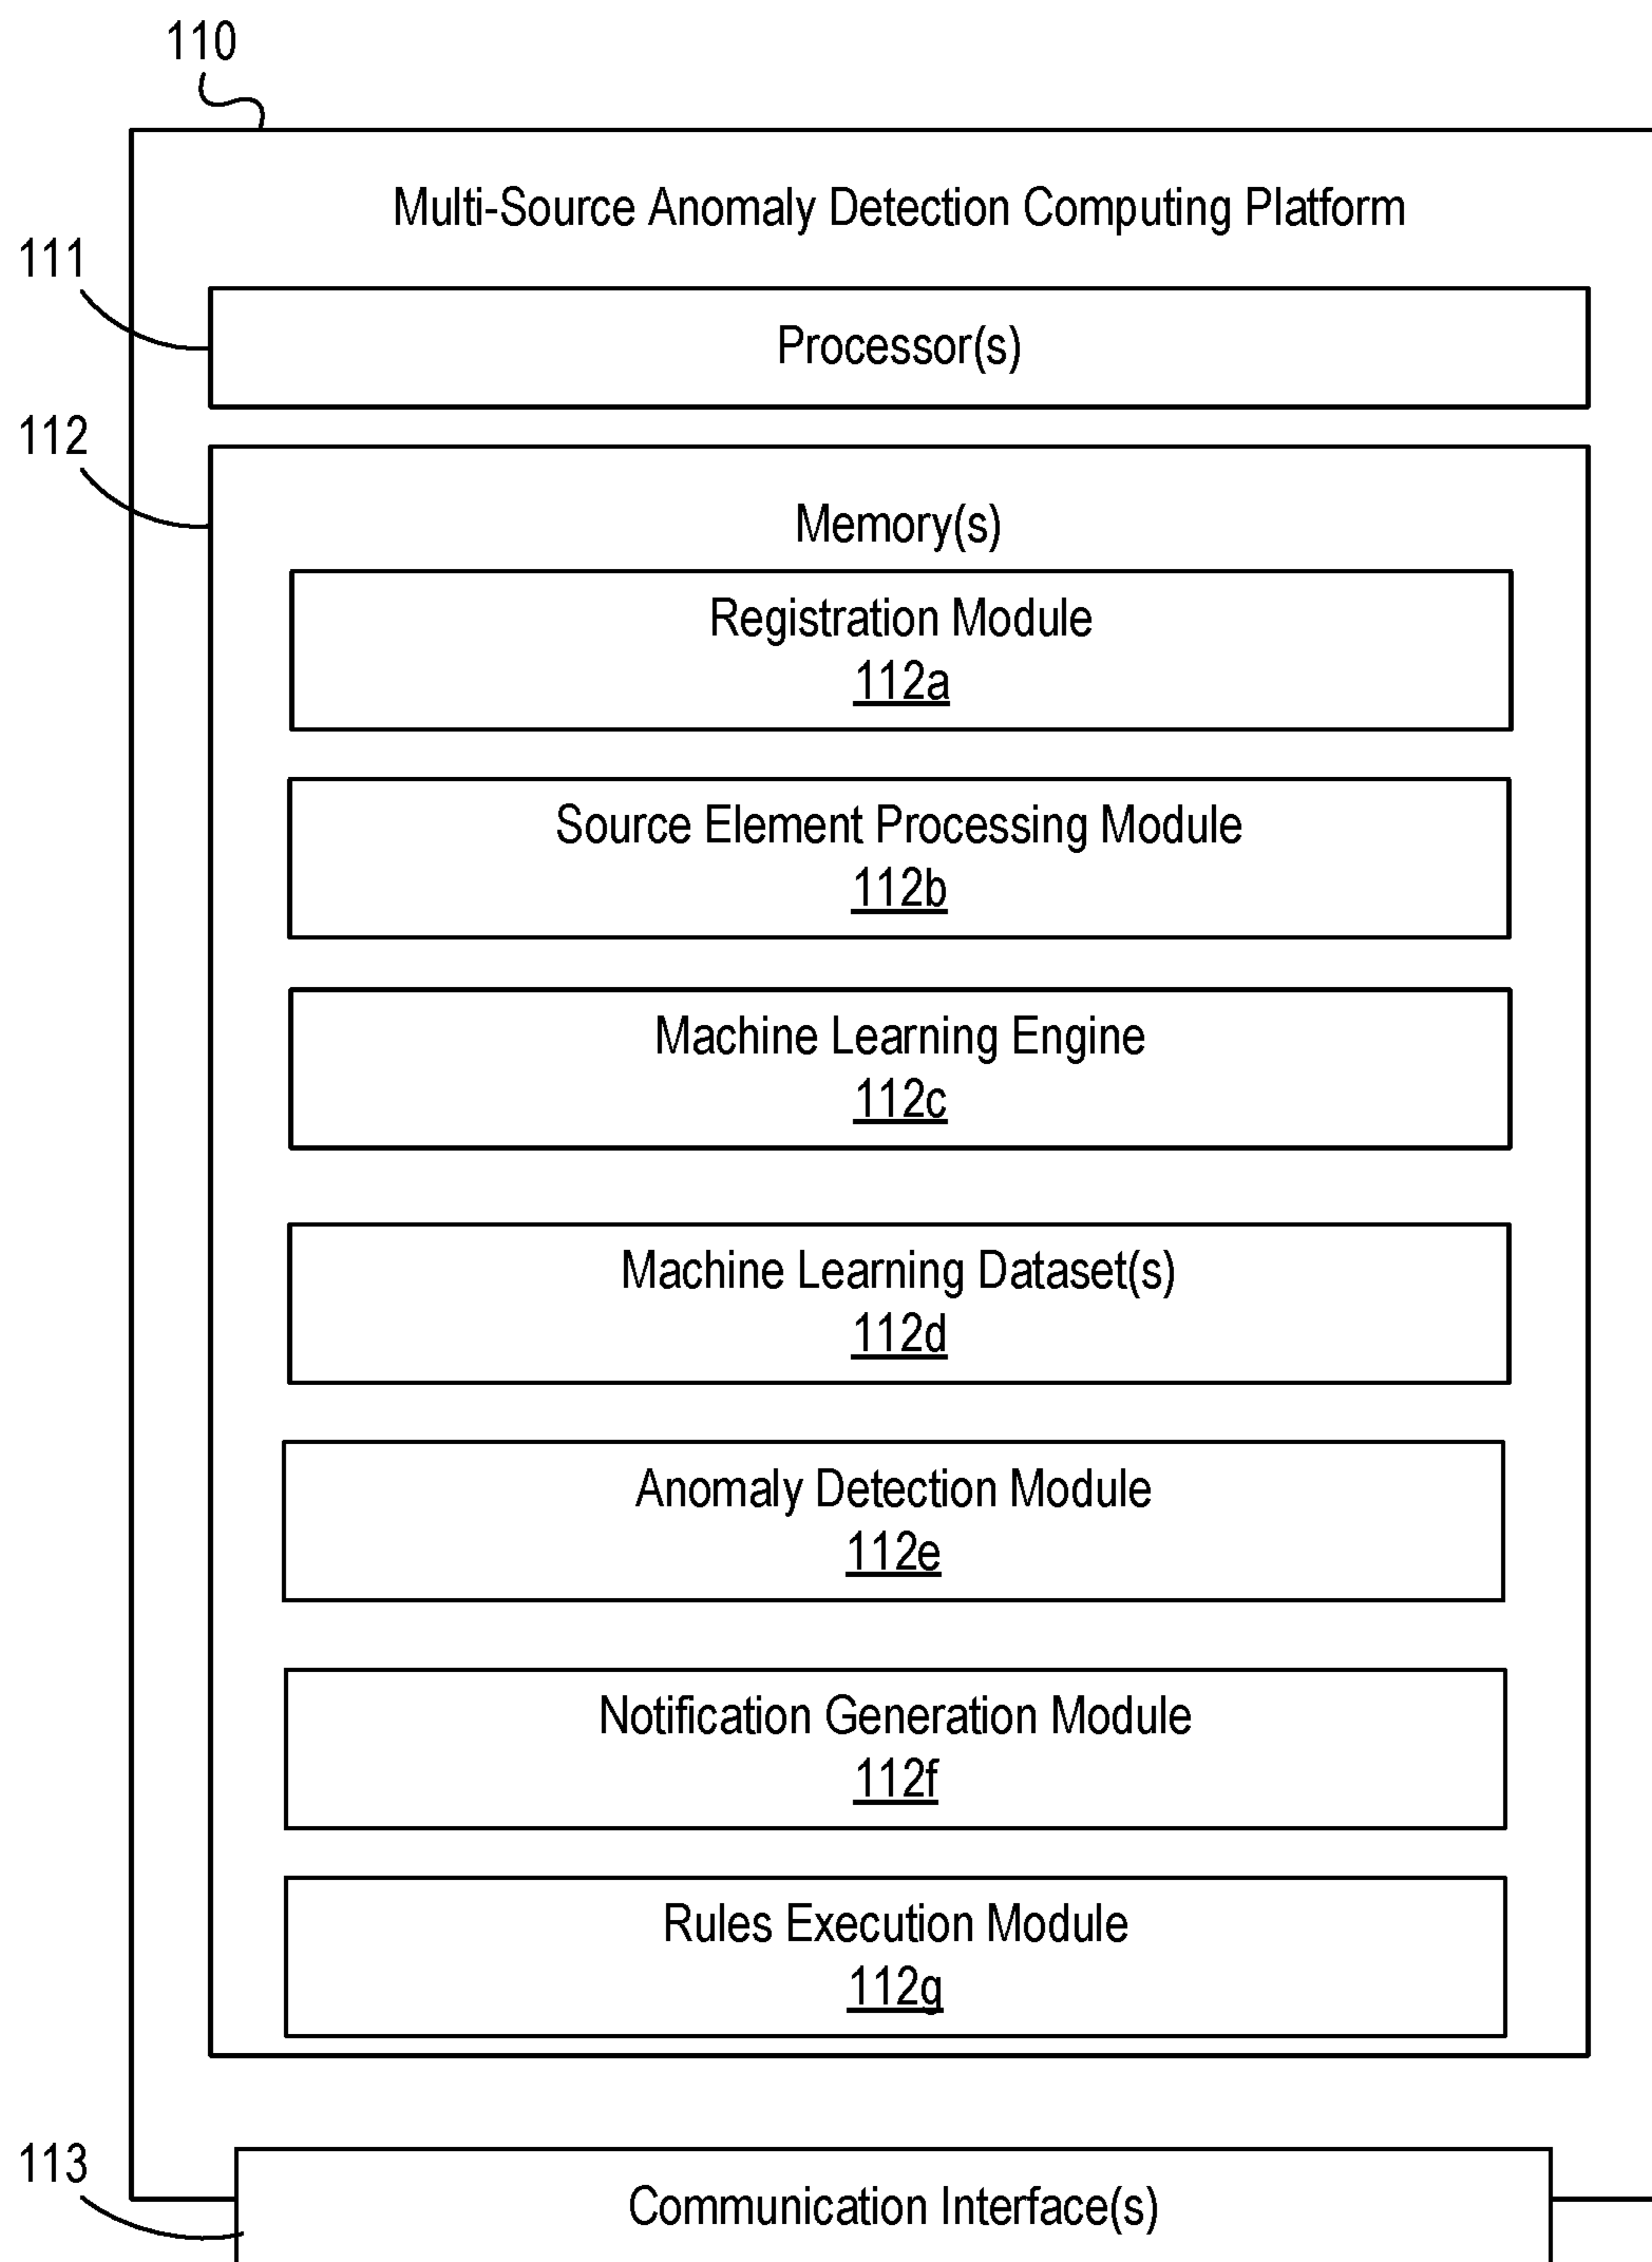 110
Multi-Source Anomaly Detection Computing Platform
111
Processor(s)
112
Memory(s)
Registration Module
112a
Source Element Processing Module
112b
Machine Learning Engine
112c
Machine Learning Dataset(s)
112d
Anomaly Detection Module
112e
Notification Generation Module
112f
Rules Execution Module
112g
113
Communication Interface(s)